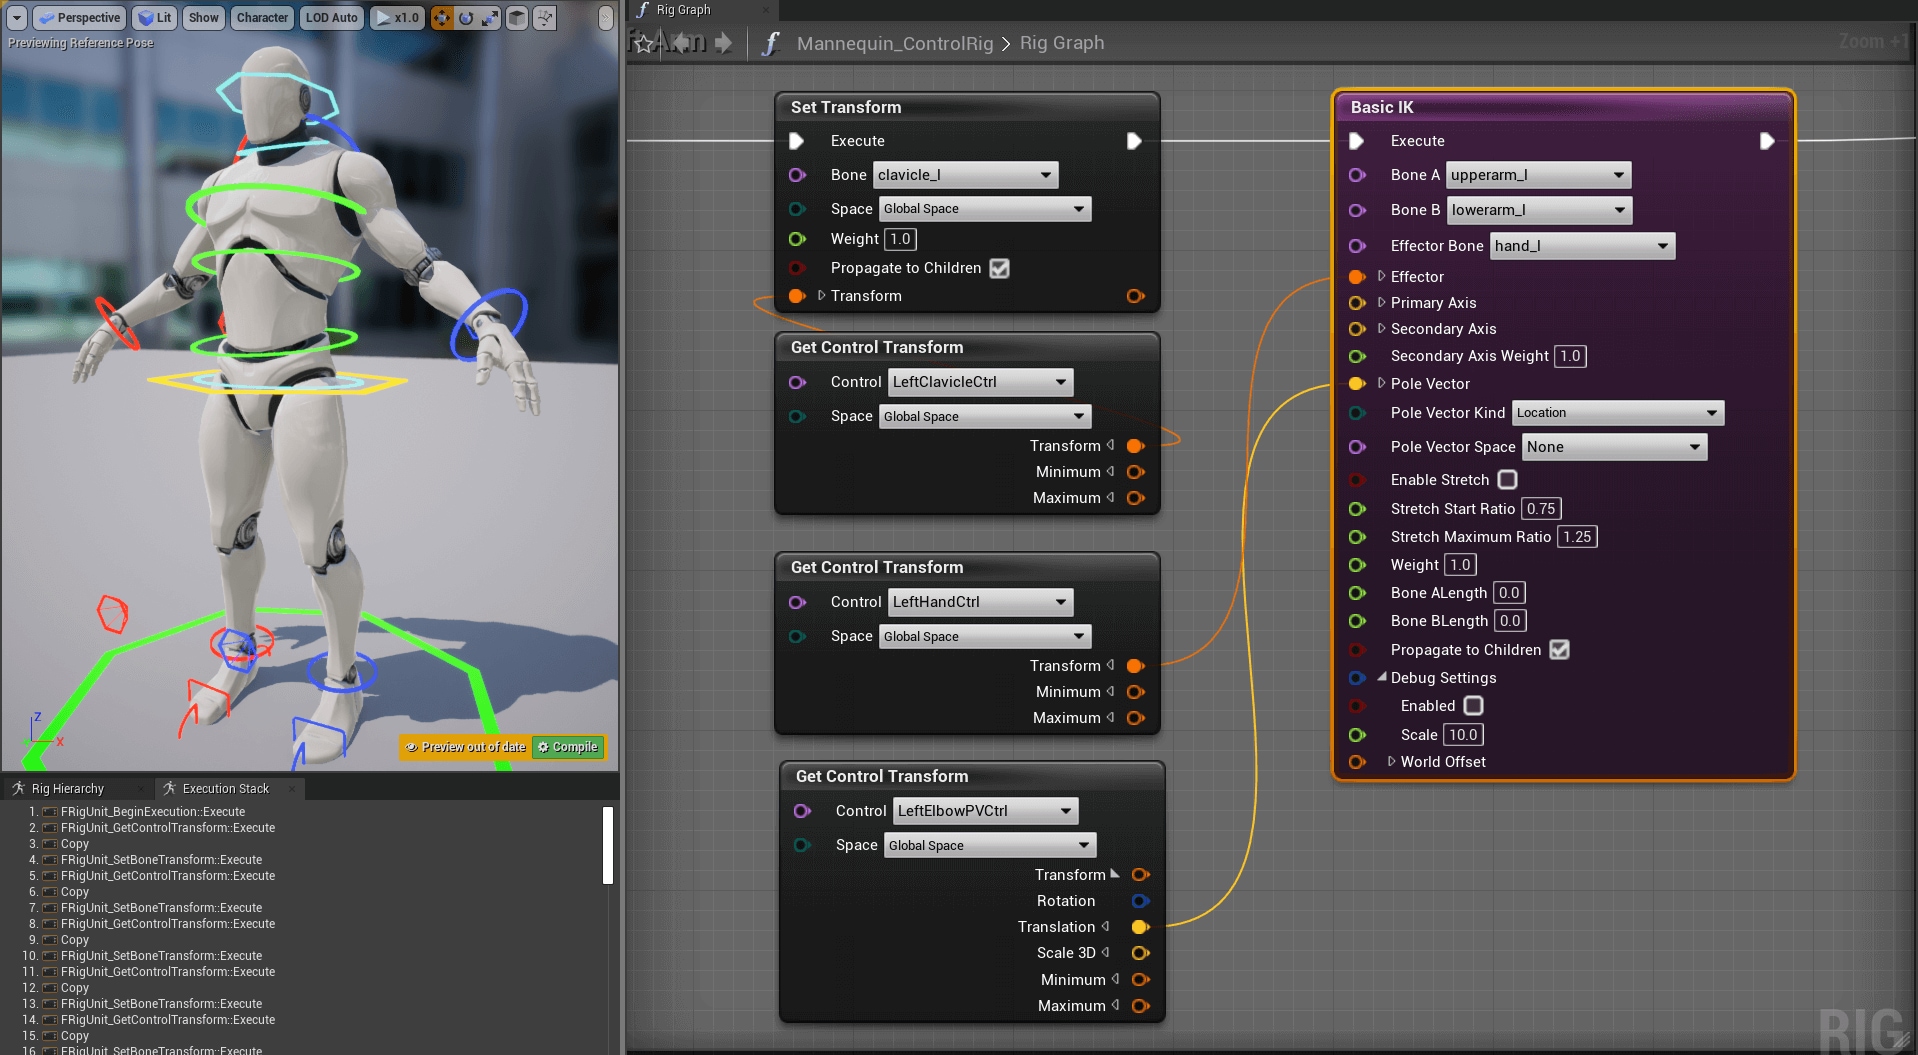 Perspective
Lit
Show
Character
LOD Auto
x1.0
Previewing Reference Pose
Z
X
Preview out of date
Compile
Rig Hierarchy
Execution Stack
1. FRigUnit_BeginExecution::Execute
2. FRigUnit_GetControlTransform::Execute
3. Copy
4. FRigUnit_SetBoneTransform::Execute
5. FRigUnit_GetControlTransform::Execute
6. Copy
7. FRigUnit_SetBoneTransform::Execute
8. FRigUnit_GetControlTransform::Execute
9. Copy
10. FRigUnit_SetBoneTransform::Execute
11. FRigUnit_GetControlTransform::Execute
12. Copy
13. FRigUnit_SetBoneTransform::Execute
14. FRigUnit_GetControlTransform::Execute
15. Copy
16. FRigUnit_SetBoneTransform::Execute
Rig Graph
Mannequin_ControlRig > Rig Graph
Zoom +1
Set Transform
Execute
Bone clavicle_l
Space Global Space
Weight 1.0
Propagate to Children
Transform
Get Control Transform
Control LeftClavicleCtrl
Space Global Space
Transform
Minimum
Maximum
Get Control Transform
Control LeftHandCtrl
Space Global Space
Transform
Minimum
Maximum
Get Control Transform
Control LeftElbowPVCtrl
Space Global Space
Transform
Rotation
Translation
Scale 3D
Minimum
Maximum
Basic IK
Execute
Bone A upperarm_l
Bone B lowerarm_l
Effector Bone hand_l
Effector
Primary Axis
Secondary Axis
Secondary Axis Weight 1.0
Pole Vector
Pole Vector Kind Location
Pole Vector Space None
Enable Stretch
Stretch Start Ratio 0.75
Stretch Maximum Ratio 1.25
Weight 1.0
Bone ALength 0.0
Bone BLength 0.0
Propagate to Children
Debug Settings
Enabled
Scale 10.0
World Offset
RIG